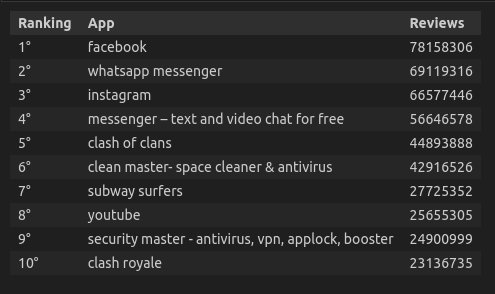 Ranking App Reviews
1° facebook 78158306
2° whatsapp messenger 69119316
3° instagram 66577446
4° messenger – text and video chat for free 56646578
5° clash of clans 44893888
6° clean master- space cleaner & antivirus 42916526
7° subway surfers 27725352
8° youtube 25655305
9° security master - antivirus, vpn, applock, booster 24900999
10° clash royale 23136735